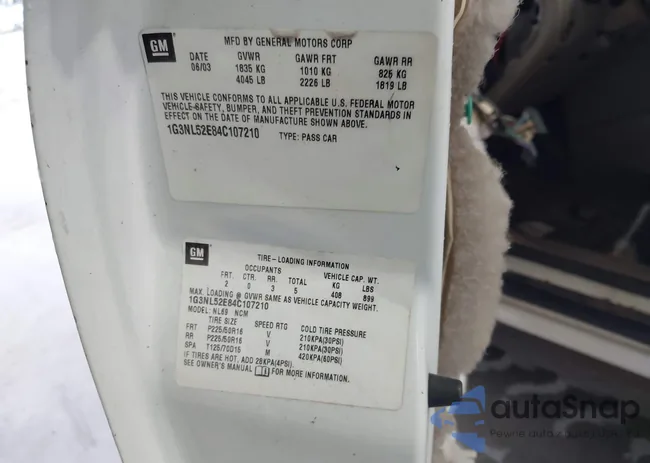 GM
MFD BY GENERAL MOTORS CORP
DATE GVWR GAWR FRT GAWR RR
06/03 1835 KG 1010 KG 825 KG
4045 LB 2226 LB 1819 LB
THIS VEHICLE CONFORMS TO ALL APPLICABLE U.S. FEDERAL MOTOR
VEHICLE-SAFETY, BUMPER, AND THEFT PREVENTION STANDARDS IN
EFFECT ON THE DATE OF MANUFACTURE SHOWN ABOVE.
1G3NL52E84C107210 TYPE: PASS CAR
GM
TIRE-LOADING INFORMATION
OCCUPANTS VEHICLE CAP. WT.
FRT. CTR. RR. TOTAL KG LBS
2 0 3 5 408 899
MAX. LOADING @ GVWR SAME AS VEHICLE CAPACITY WEIGHT.
1G3NL52E84C107210
MODEL: NL69 NCM
TIRE SIZE SPEED RTG COLD TIRE PRESSURE
FRT P225/50R16 V 210KPA(30PSI)
RR P225/50R16 V 210KPA(30PSI)
SPA T125/70D15 M 420KPA(60PSI)
IF TIRES ARE HOT, ADD 28KPA(4PSI)
SEE OWNER'S MANUAL FOR MORE INFORMATION.
autaSnap
Pewne auta z